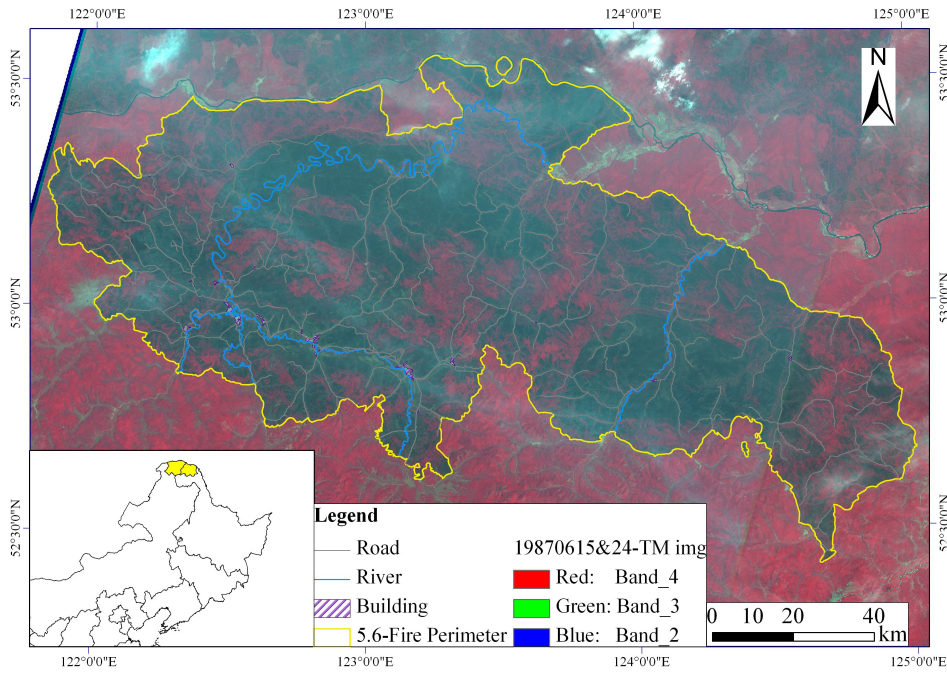 122°0'0"E 123°0'0"E 124°0'0"E 125°0'0"E
53°30'0"N 53°30'0"N
N
53°0'0"N 53°0'0"N
52°30'0"N
Legend
Road 19870615&24-TM img
River Red: Band_4
Building Green: Band_3
5.6-Fire Perimeter Blue: Band_2
0 10 20 40
km
122°0'0"E 123°0'0"E 124°0'0"E 125°0'0"E
52°30'0"N